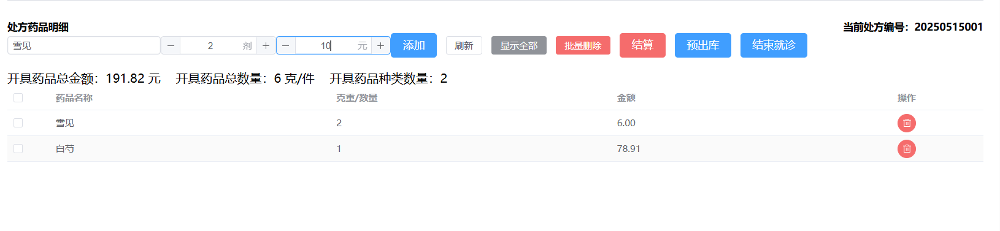 处方药品明细 当前处方编号：20250515001
雪见 2 剂 10 元 添加 刷新 显示全部 批量删除 结算 预出库 结束就诊
开具药品总金额：191.82 元 开具药品总数量：6 克/件 开具药品种类数量：2
药品名称 克重/数量 金额 操作
雪见 2 6.00
白芍 1 78.91